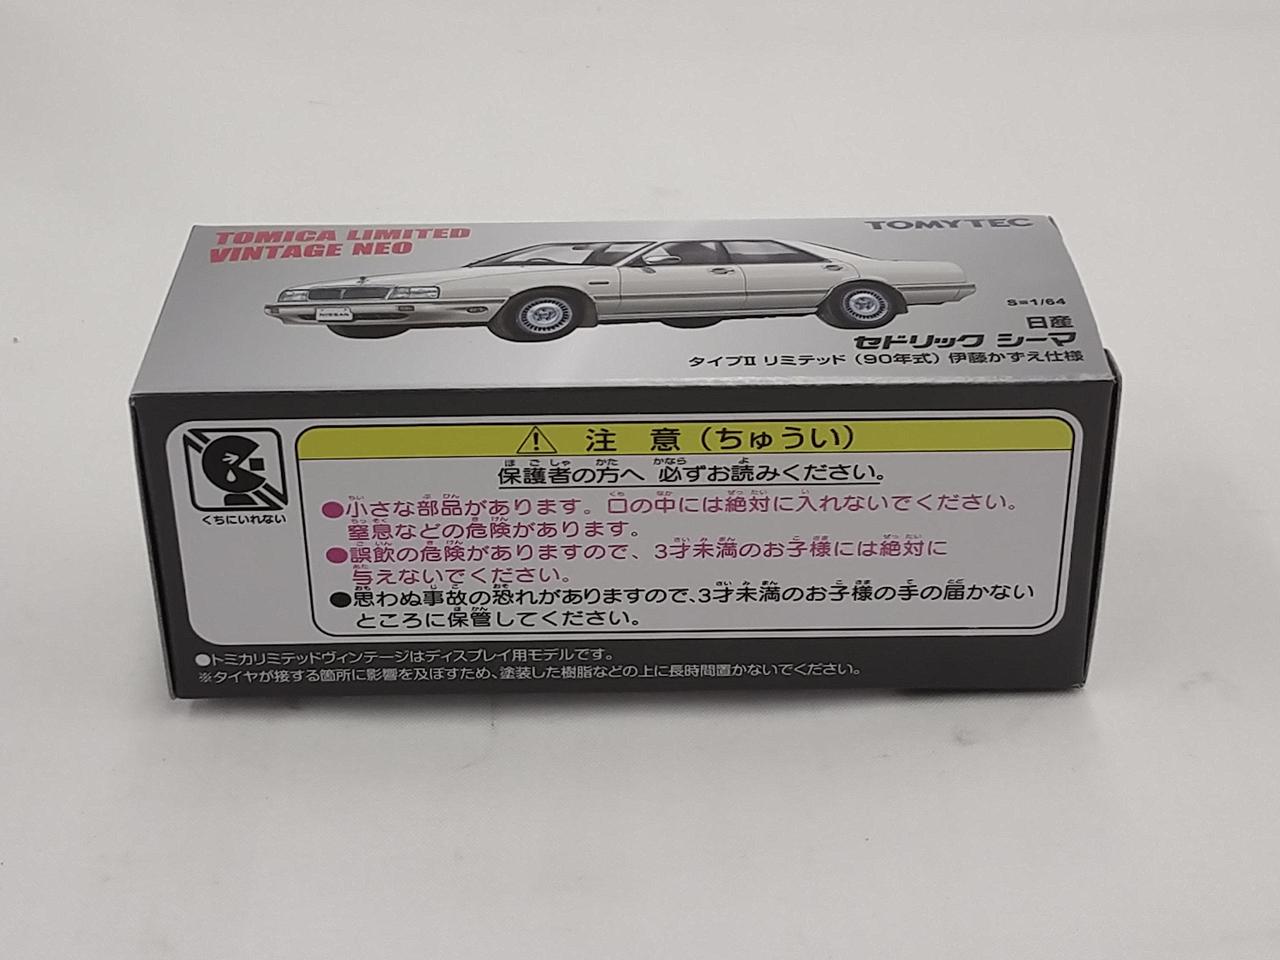 TOMICA LIMITED
VINTAGE NEO
TOMYTEC
NISSAN
S=1/64
日産
セドリック シーマ
タイプII リミテッド（90年式）伊藤かずえ仕様
⚠ 注 意（ちゅうい）
保護者の方へ 必ずお読みください。
くちにいれない
●小さな部品があります。口の中には絶対に入れないでください。
窒息などの危険があります。
●誤飲の危険がありますので、3才未満のお子様には絶対に
与えないでください。
●思わぬ事故の恐れがありますので、3才未満のお子様の手の届かない
ところに保管してください。
●トミカリミテッドヴィンテージはディスプレイ用モデルです。
※タイヤが接する箇所に影響を及ぼすため、塗装した樹脂などの上に長時間置かないでください。